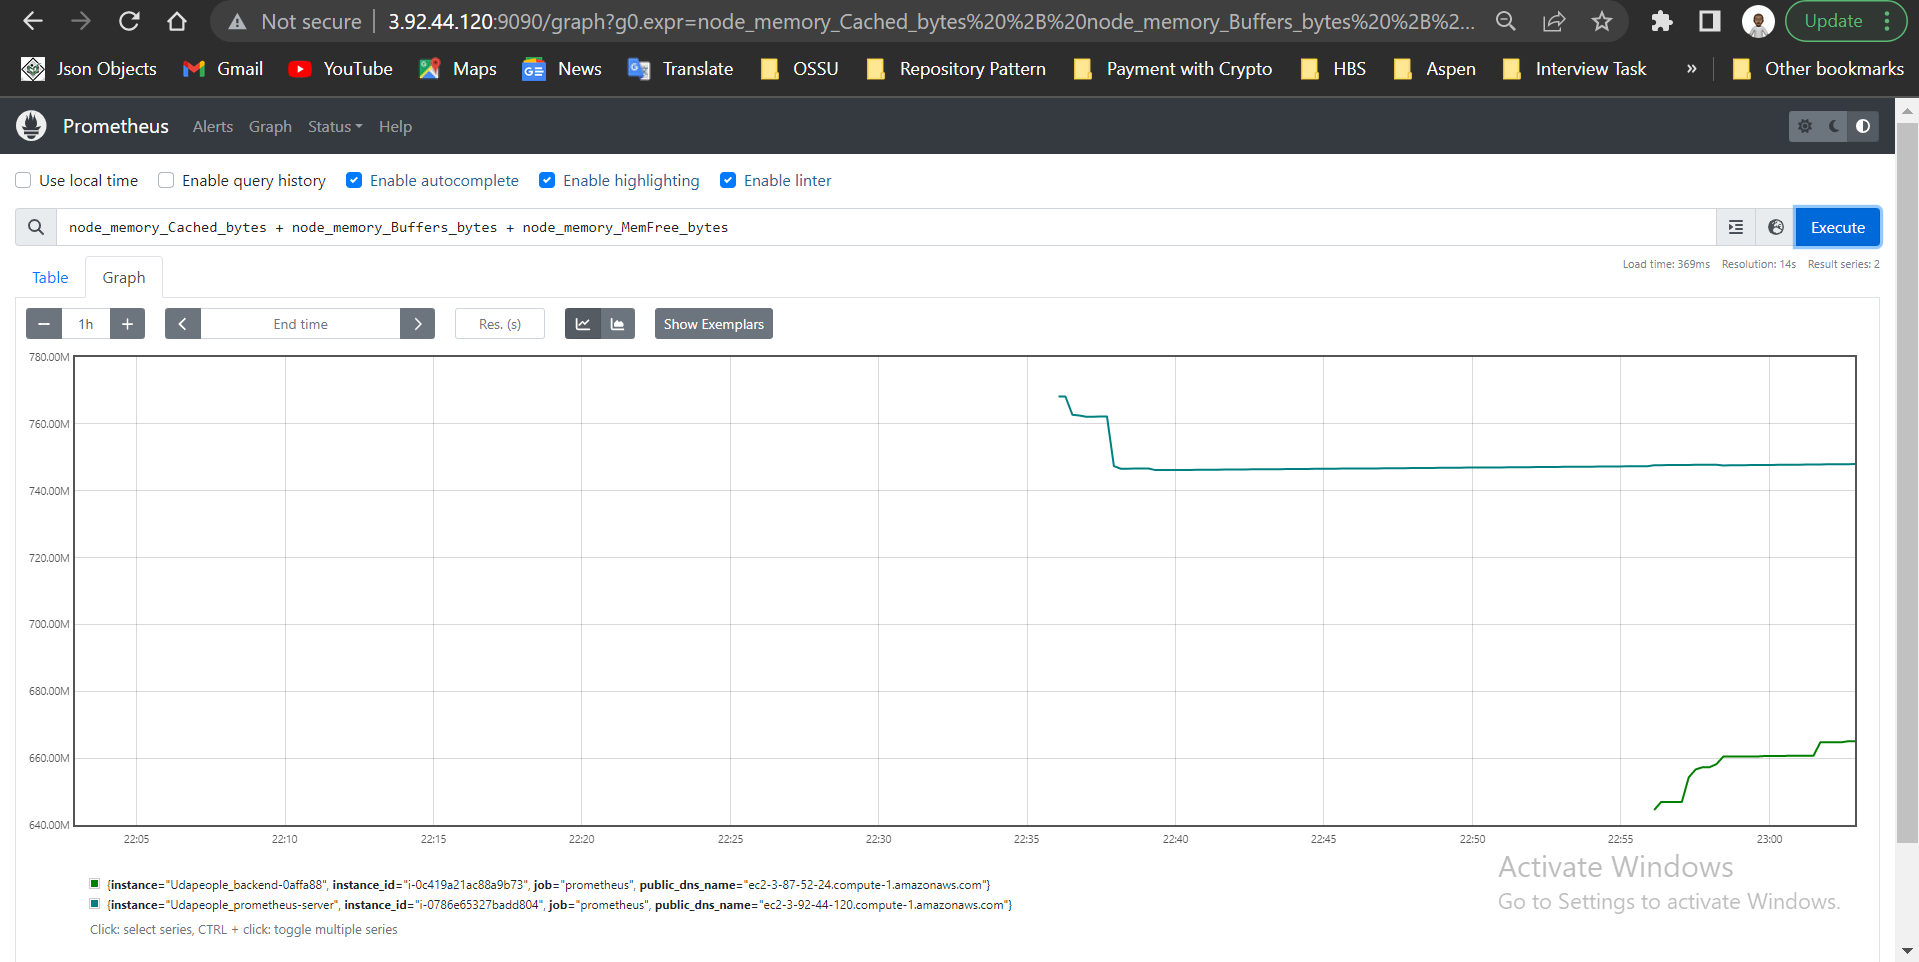 Not secure 3.92.44.120:9090/graph?g0.expr=node_memory_Cached_bytes%20%2B%20node_memory_Buffers_bytes%20%2B%2... Update
Json Objects Gmail YouTube Maps News Translate OSSU Repository Pattern Payment with Crypto HBS Aspen Interview Task » Other bookmarks
Prometheus Alerts Graph Status Help
Use local time Enable query history Enable autocomplete Enable highlighting Enable linter
node_memory_Cached_bytes + node_memory_Buffers_bytes + node_memory_MemFree_bytes Execute
Load time: 369ms Resolution: 14s Result series: 2
Table Graph
− 1h + End time Res. (s) Show Exemplars
780.00M
760.00M
740.00M
720.00M
700.00M
680.00M
660.00M
640.00M
22:05 22:10 22:15 22:20 22:25 22:30 22:35 22:40 22:45 22:50 22:55 23:00
{instance="Udapeople_backend-0affa88", instance_id="i-0c419a21ac88a9b73", job="prometheus", public_dns_name="ec2-3-87-52-24.compute-1.amazonaws.com"}
{instance="Udapeople_prometheus-server", instance_id="i-0786e65327badd804", job="prometheus", public_dns_name="ec2-3-92-44-120.compute-1.amazonaws.com"}
Click: select series, CTRL + click: toggle multiple series
Activate Windows
Go to Settings to activate Windows.